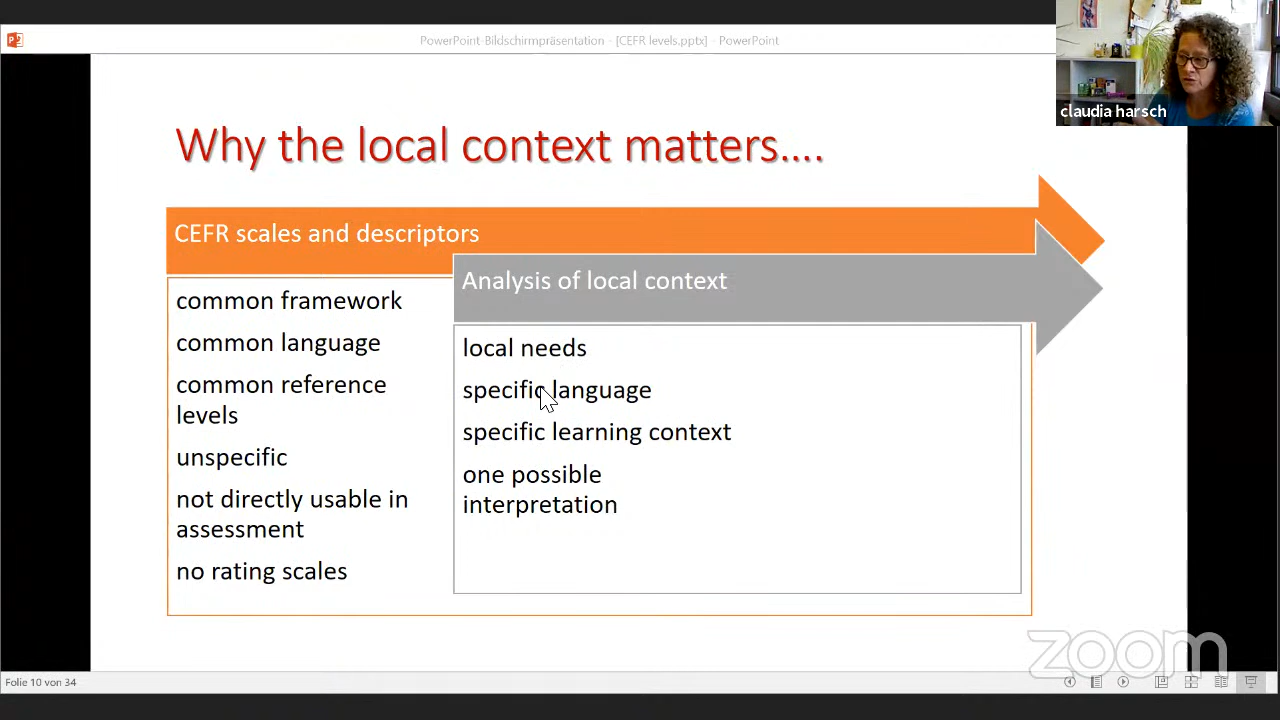 PowerPoint-Bildschirmpräsentation - [CEFR levels.pptx] - PowerPoint
claudia harsch
Why the local context matters....
CEFR scales and descriptors
common framework
common language
common reference
levels
unspecific
not directly usable in
assessment
no rating scales
Analysis of local context
local needs
specific language
specific learning context
one possible
interpretation
zoom
Folie 10 von 34